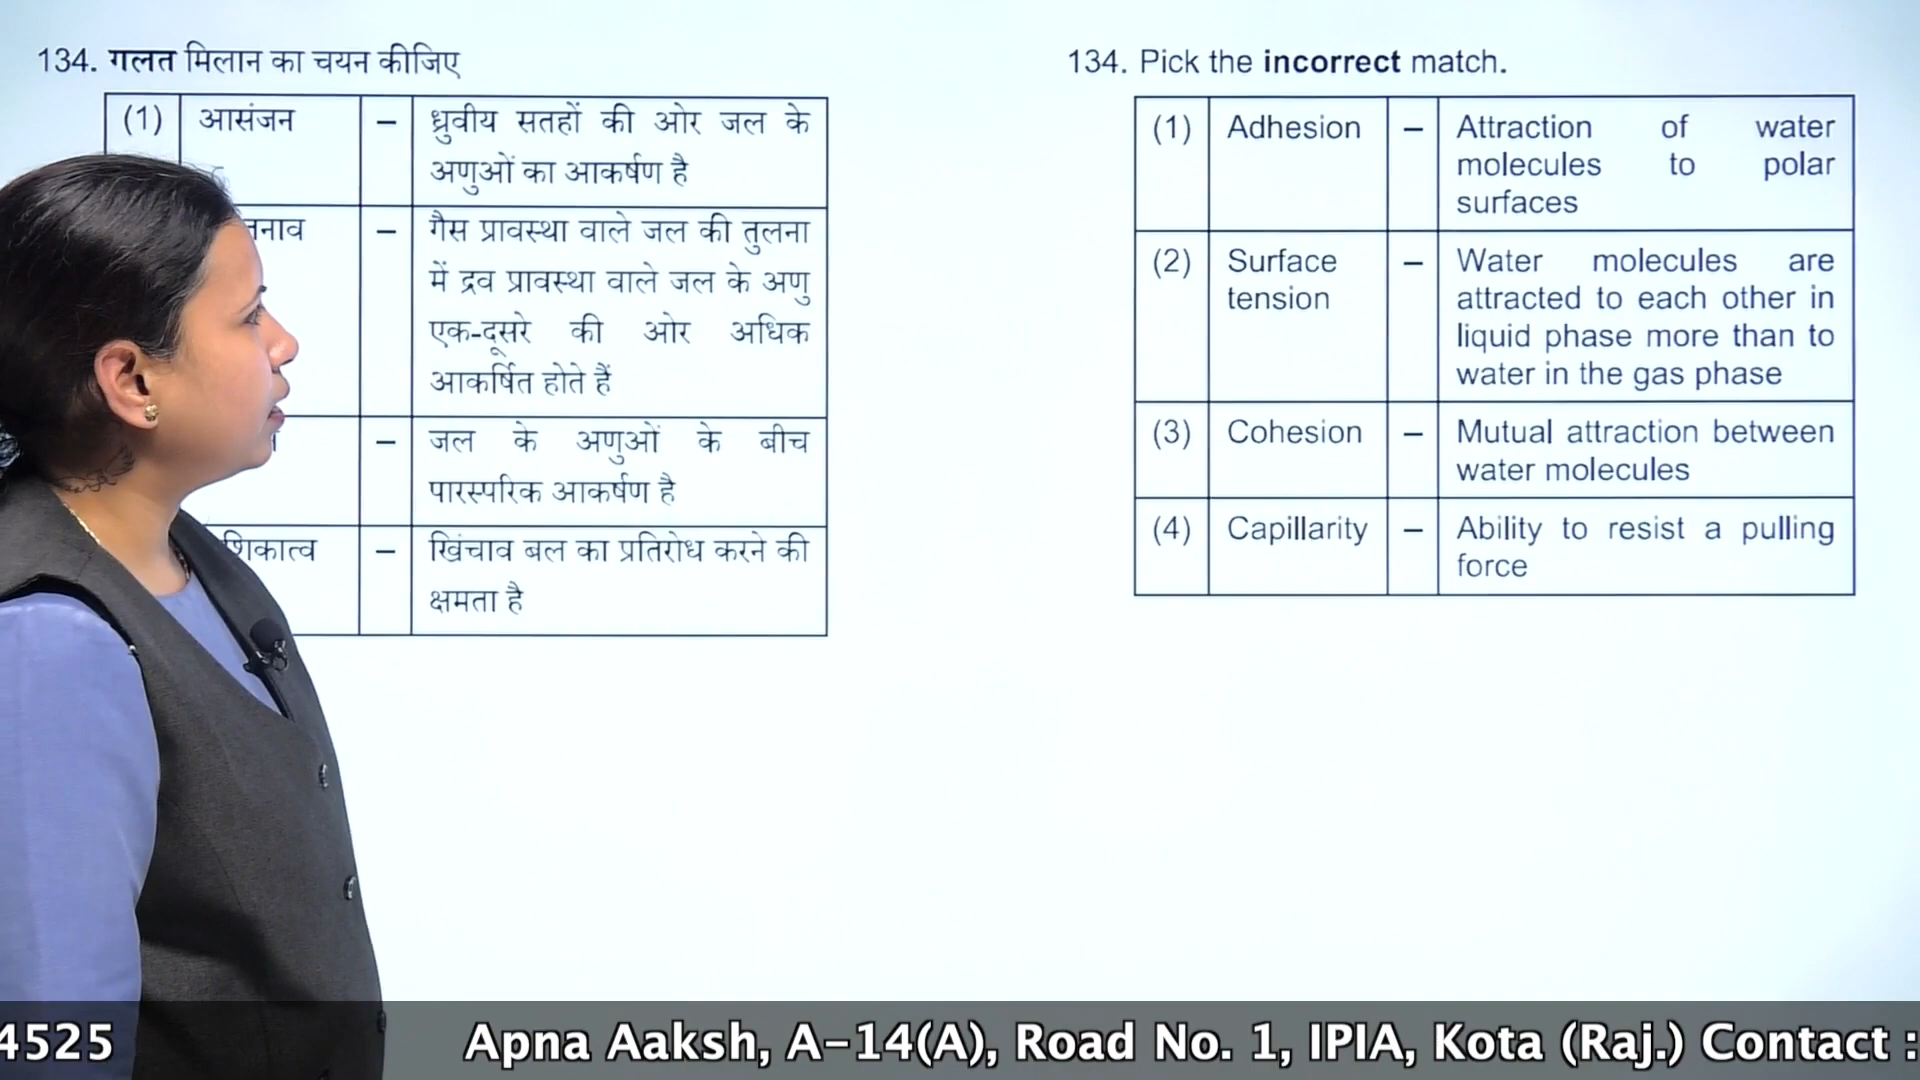 134. गलत मिलान का चयन कीजिए
(1) आसंजन – ध्रुवीय सतहों की ओर जल के
अणुओं का आकर्षण है
– गैस प्रावस्था वाले जल की तुलना
में द्रव प्रावस्था वाले जल के अणु
एक-दूसरे की ओर अधिक
आकर्षित होते हैं
– जल के अणुओं के बीच
पारस्परिक आकर्षण है
– खिंचाव बल का प्रतिरोध करने की
क्षमता है
134. Pick the incorrect match.
(1) Adhesion – Attraction of water
molecules to polar
surfaces
(2) Surface – Water molecules are
tension attracted to each other in
liquid phase more than to
water in the gas phase
(3) Cohesion – Mutual attraction between
water molecules
(4) Capillarity – Ability to resist a pulling
force
4525 Apna Aaksh, A-14(A), Road No. 1, IPIA, Kota (Raj.) Contact :